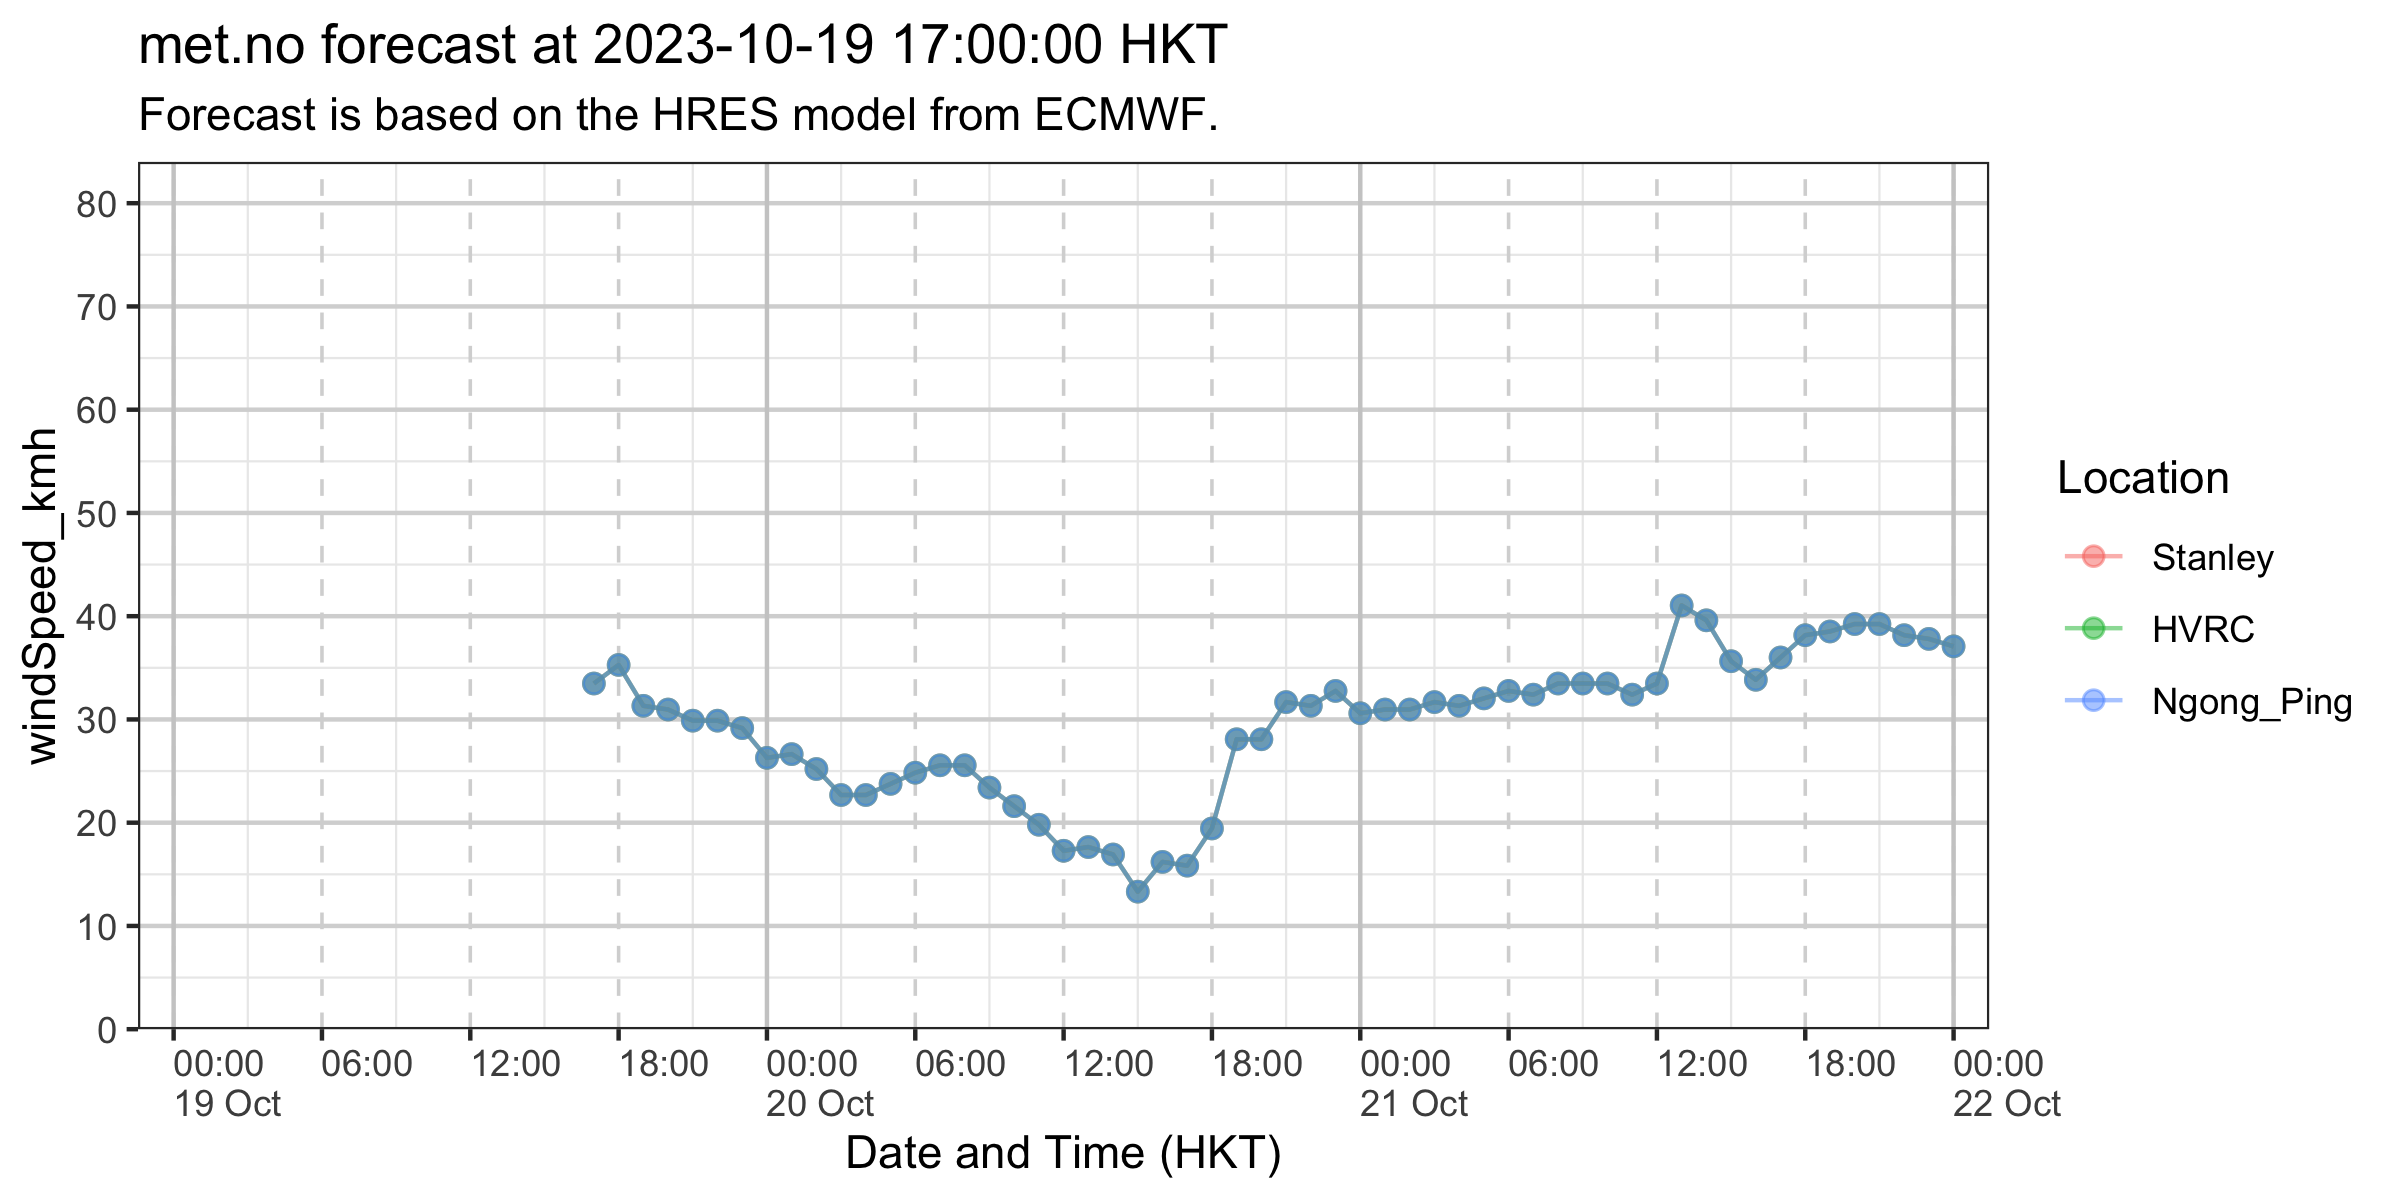 met.no forecast at 2023-10-19 17:00:00 HKT
Forecast is based on the HRES model from ECMWF.
windSpeed_kmh
80
70
60
50
40
30
20
10
0
00:00 06:00 12:00 18:00 00:00 06:00 12:00 18:00 00:00 06:00 12:00 18:00 00:00
19 Oct 20 Oct 21 Oct 22 Oct
Date and Time (HKT)
Location
Stanley
HVRC
Ngong_Ping